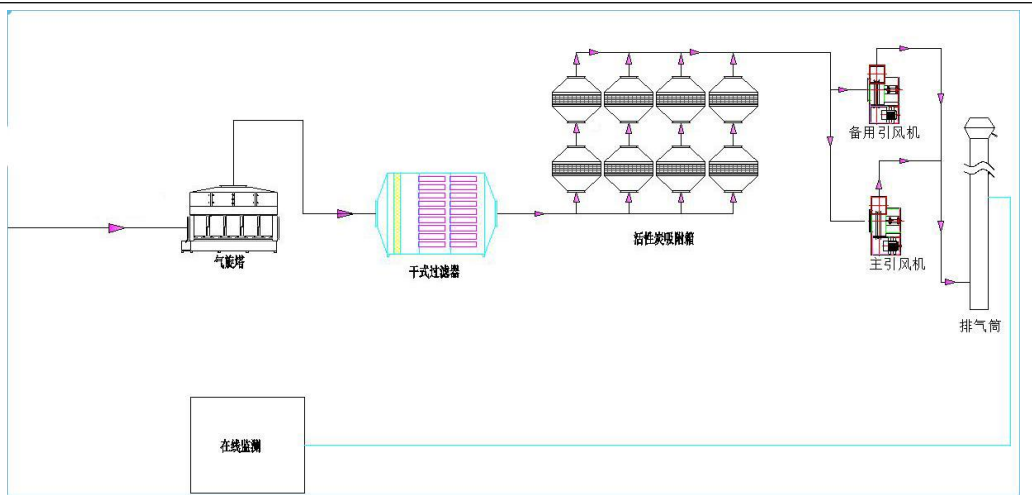 备用引风机
气旋塔
干式过滤器
活性炭吸附箱
主引风机
排气筒
在线监测